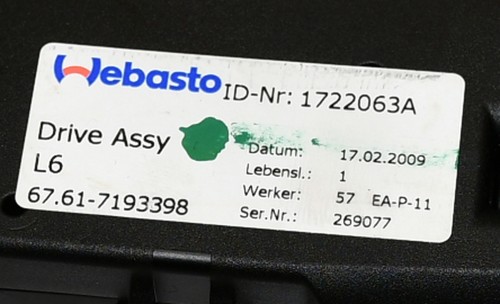 Webasto
ID-Nr: 1722063A
Drive Assy
L6
67.61-7193398
Datum: 17.02.2009
Lebensl.: 1
Werker: 57 EA-P-11
Ser.Nr.: 269077